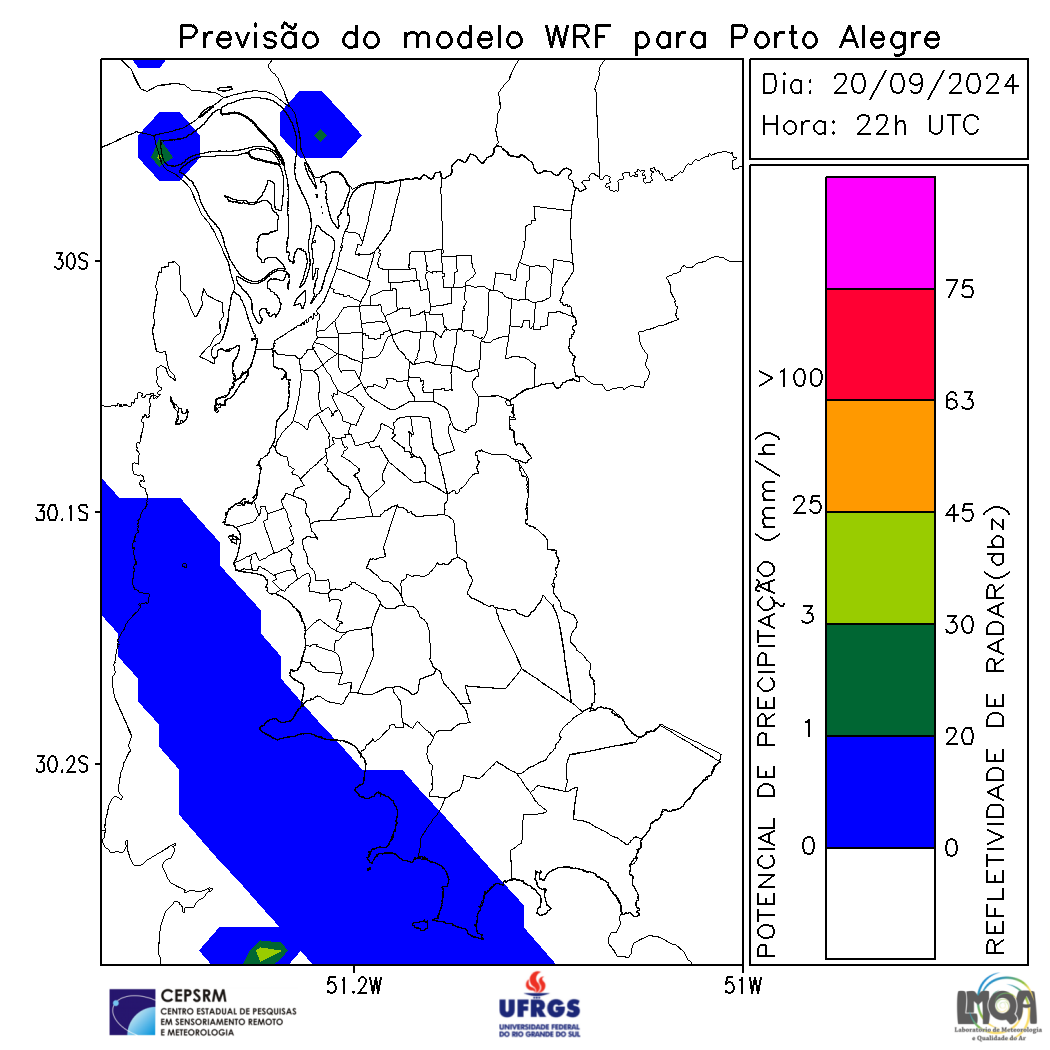 Previsão do modelo WRF para Porto Alegre
Dia: 20/09/2024
Hora: 22h UTC
30S
30.1S
30.2S
51.2W
51W
POTENCIAL DE PRECIPITAÇÃO (mm/h)
>100
25
3
1
0
75
63
45
30
20
0
REFLETIVIDADE DE RADAR(dbz)
CEPSRM
CENTRO ESTADUAL DE PESQUISAS
EM SENSORIAMENTO REMOTO
E METEOROLOGIA
UFRGS
UNIVERSIDADE FEDERAL
DO RIO GRANDE DO SUL
LMQA
Laboratório de Meteorologia
e Qualidade do Ar